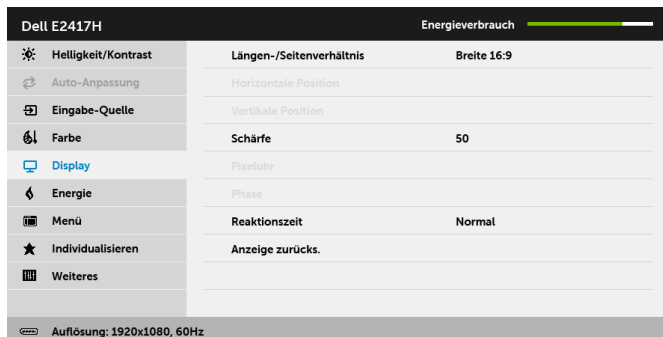 Dell E2417H Energieverbrauch
Helligkeit/Kontrast Längen-/Seitenverhältnis Breite 16:9
Auto-Anpassung Horizontale Position
Eingabe-Quelle Vertikale Position
Farbe Schärfe 50
Display Pixeluhr
Energie Phase
Menü Reaktionszeit Normal
Individualisieren Anzeige zurücks.
Weiteres
Auflösung: 1920x1080, 60Hz